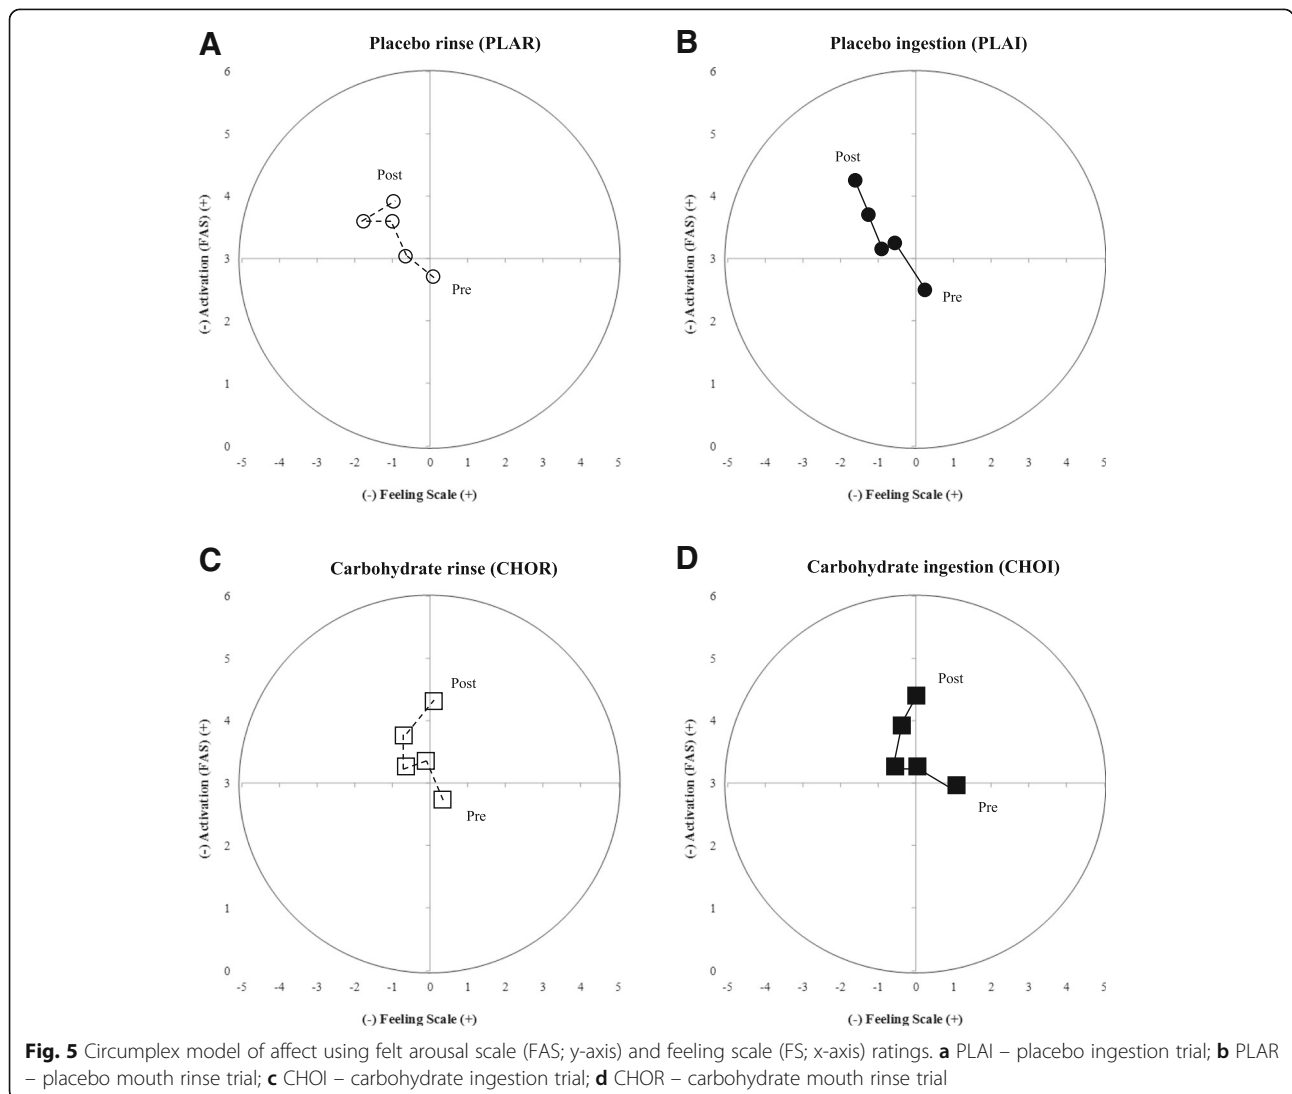 A
Placebo rinse (PLAR)
6
5
4
3
2
1
0
(-) Activation (FAS) (+)
Post
Pre
-5 -4 -3 -2 -1 0 1 2 3 4 5
(-) Feeling Scale (+)
B
Placebo ingestion (PLAI)
6
5
4
3
2
1
0
(-) Activation (FAS) (+)
Post
Pre
-5 -4 -3 -2 -1 0 1 2 3 4 5
(-) Feeling Scale (+)
C
Carbohydrate rinse (CHOR)
6
5
4
3
2
1
0
(-) Activation (FAS) (+)
Post
Pre
-5 -4 -3 -2 -1 0 1 2 3 4 5
(-) Feeling Scale (+)
D
Carbohydrate ingestion (CHOI)
6
5
4
3
2
1
0
(-) Activation (FAS) (+)
Post
Pre
-5 -4 -3 -2 -1 0 1 2 3 4 5
(-) Feeling Scale (+)
Fig. 5 Circumplex model of affect using felt arousal scale (FAS; y-axis) and feeling scale (FS; x-axis) ratings. a PLAI – placebo ingestion trial; b PLAR
– placebo mouth rinse trial; c CHOI – carbohydrate ingestion trial; d CHOR – carbohydrate mouth rinse trial